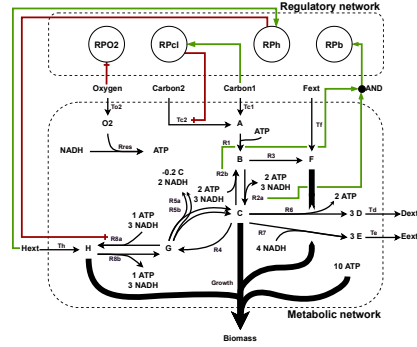 Regulatory network
RPO2
RPcl
RPh
RPb
Oxygen
Carbon2
Carbon1
Fext
AND
To2
Tc2
Tc1
Tf
O2
A
NADH
Rres
ATP
R1
ATP
B
R3
F
R2b
R2a
-0.2 C
2 NADH
2 ATP
3 NADH
2 ATP
3 NADH
R5a
R5b
C
R6
2 ATP
3 D
Td
Dext
1 ATP
3 NADH
R7
4 NADH
3 E
Te
Eext
Hext
Th
H
R8a
R8b
G
R4
1 ATP
3 NADH
10 ATP
Growth
Metabolic network
Biomass